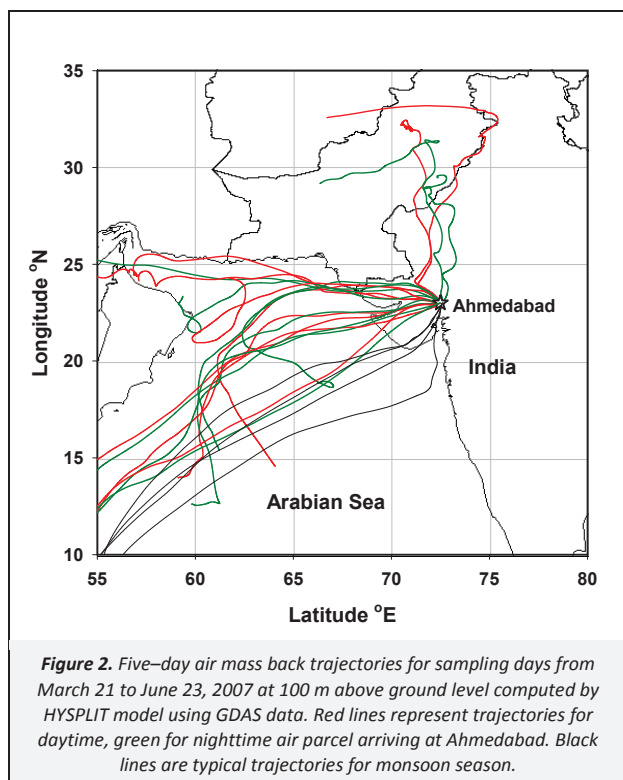 35
30
25
20
15
10
Longitude °N
Ahmedabad
India
Arabian Sea
55 60 65 70 75 80
Latitude °E
Figure 2. Five–day air mass back trajectories for sampling days from
March 21 to June 23, 2007 at 100 m above ground level computed by
HYSPLIT model using GDAS data. Red lines represent trajectories for
daytime, green for nighttime air parcel arriving at Ahmedabad. Black
lines are typical trajectories for monsoon season.